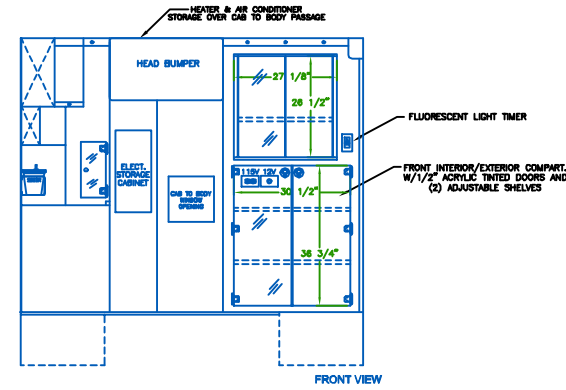 HEATER & AIR CONDITIONER
STORAGE OVER CAB TO BODY PASSAGE
HEAD BUMPER
27 1/8"
26 1/2"
FLUORESCENT LIGHT TIMER
ELECT.
STORAGE
CABINET
CAB TO BODY
WINDOW
OPENING
115V 12V
30 1/2"
FRONT INTERIOR/EXTERIOR COMPART.
W/1/2" ACRYLIC TINTED DOORS AND
(2) ADJUSTABLE SHELVES
36 3/4"
FRONT VIEW